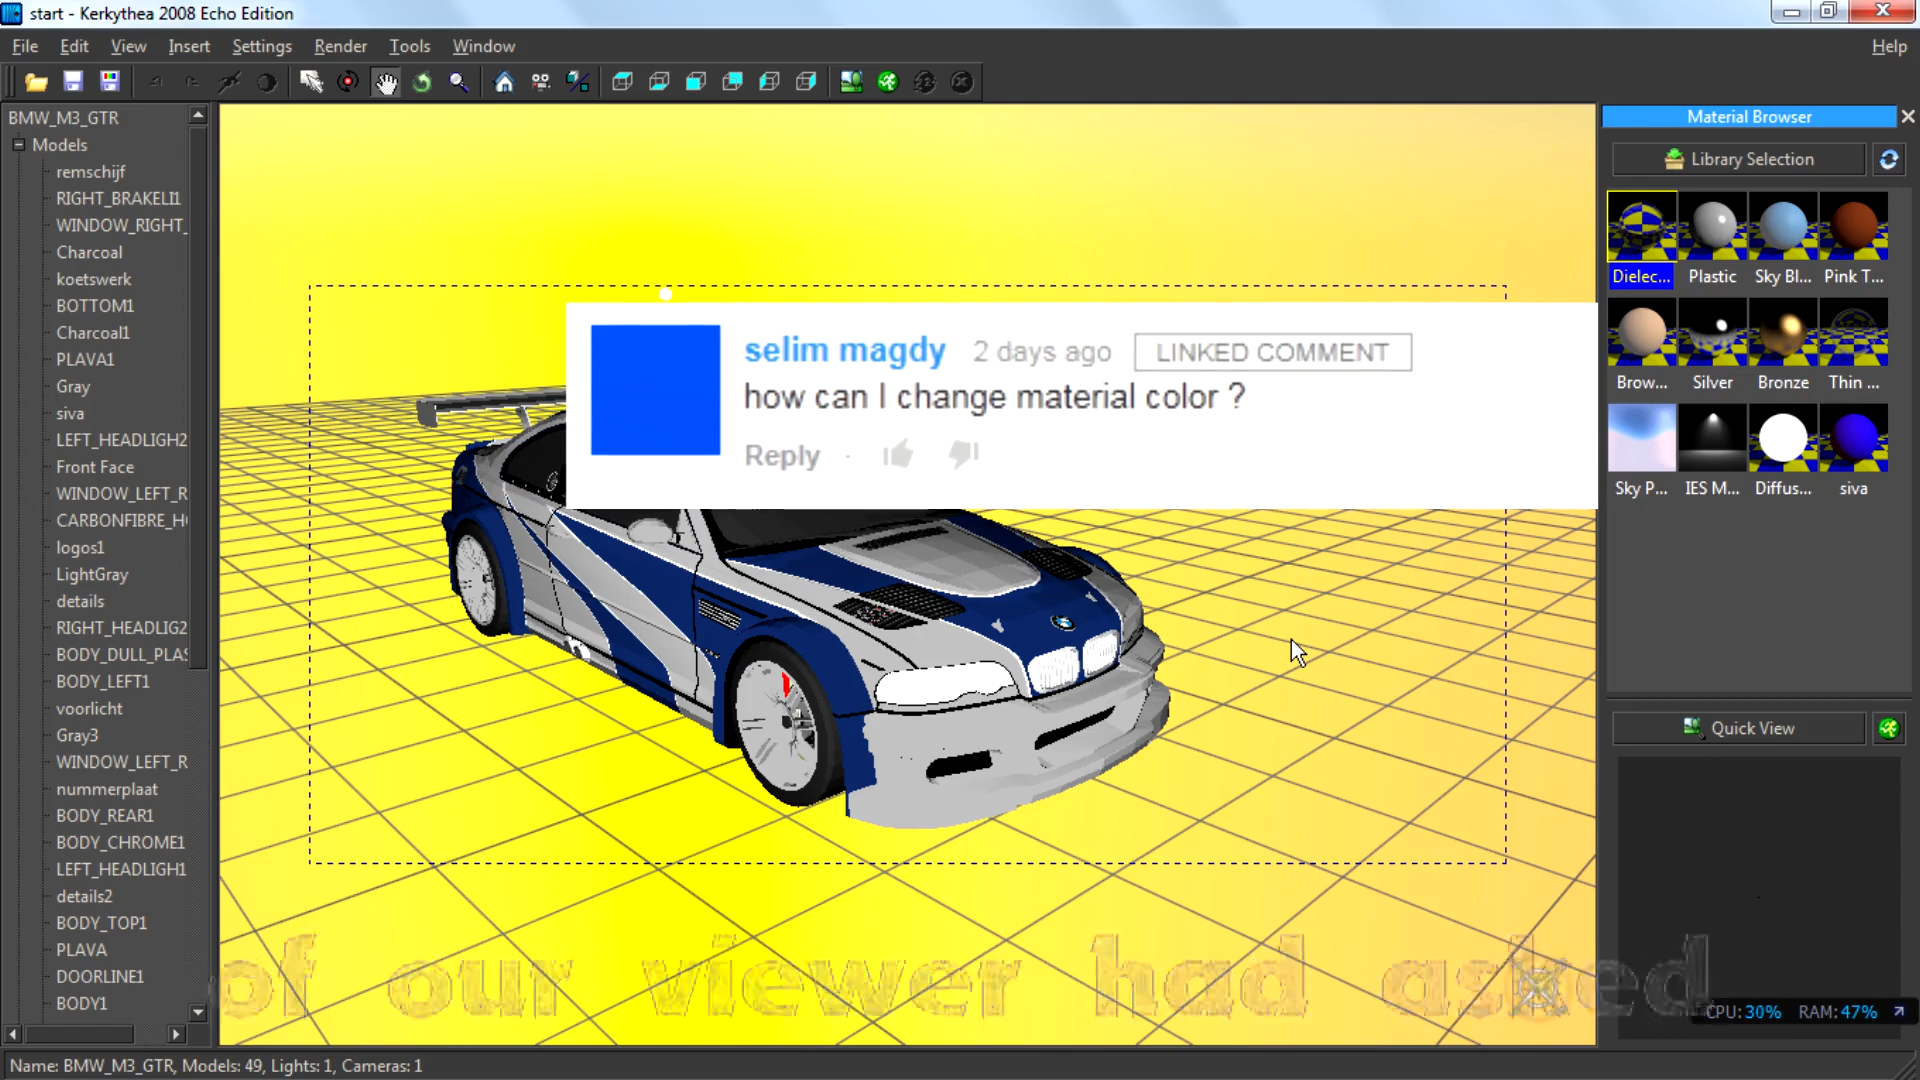 start - Kerkythea 2008 Echo Edition
File Edit View Insert Settings Render Tools Window Help
BMW_M3_GTR
Models
remschijf
RIGHT_BRAKELI1
WINDOW_RIGHT_
Charcoal
koetswerk
BOTTOM1
Charcoal1
PLAVA1
Gray
siva
LEFT_HEADLIGH2
Front Face
WINDOW_LEFT_R
CARBONFIBRE_H
logos1
LightGray
details
RIGHT_HEADLIG2
BODY_DULL_PLAS
BODY_LEFT1
voorlicht
Gray3
WINDOW_LEFT_R
nummerplaat
BODY_REAR1
BODY_CHROME1
LEFT_HEADLIGH1
details2
BODY_TOP1
PLAVA
DOORLINE1
BODY1
selim magdy 2 days ago LINKED COMMENT
how can I change material color ?
Reply
of our viewer had asked
Material Browser
Library Selection
Dielec... Plastic Sky Bl... Pink T...
Brow... Silver Bronze Thin ...
Sky P... IES M... Diffus... siva
Quick View
CPU: 30% RAM: 47%
Name: BMW_M3_GTR, Models: 49, Lights: 1, Cameras: 1